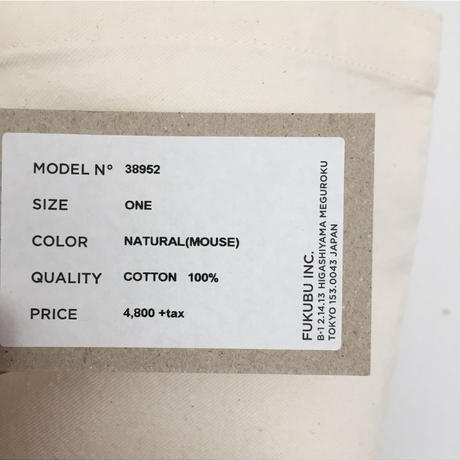 MODEL Nº 38952
SIZE ONE
COLOR NATURAL(MOUSE)
QUALITY COTTON 100%
PRICE 4,800 +tax
FUKUBU INC.
B-1 2.14.13 HIGASHIYAMA MEGUROKU
TOKYO 153.0043 JAPAN